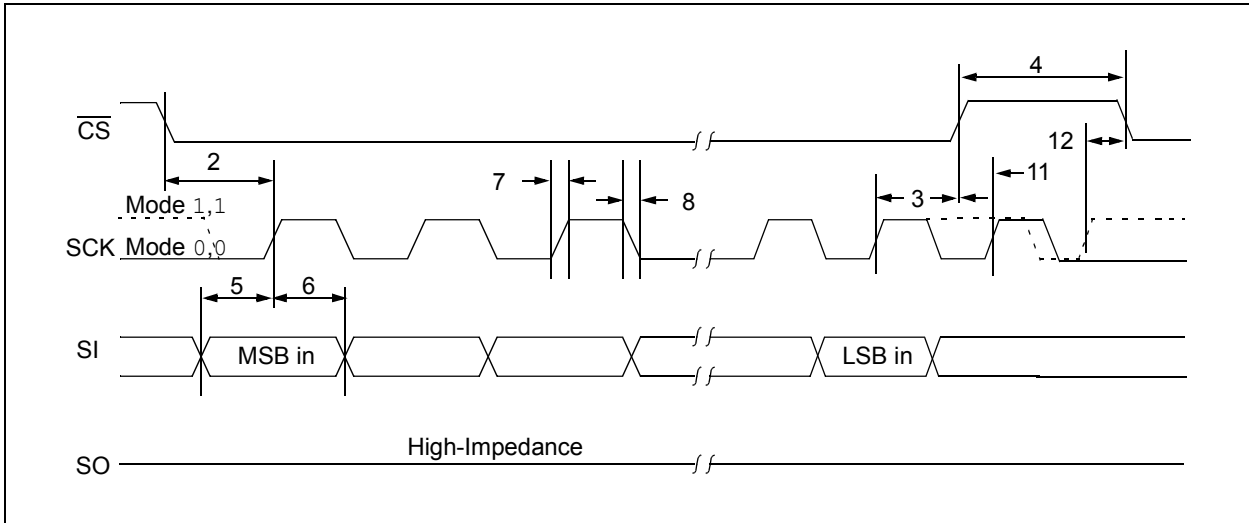 4
CS
12
2
7
8
3
11
Mode 1,1
SCK Mode 0,0
5
6
SI
MSB in
LSB in
High-Impedance
SO